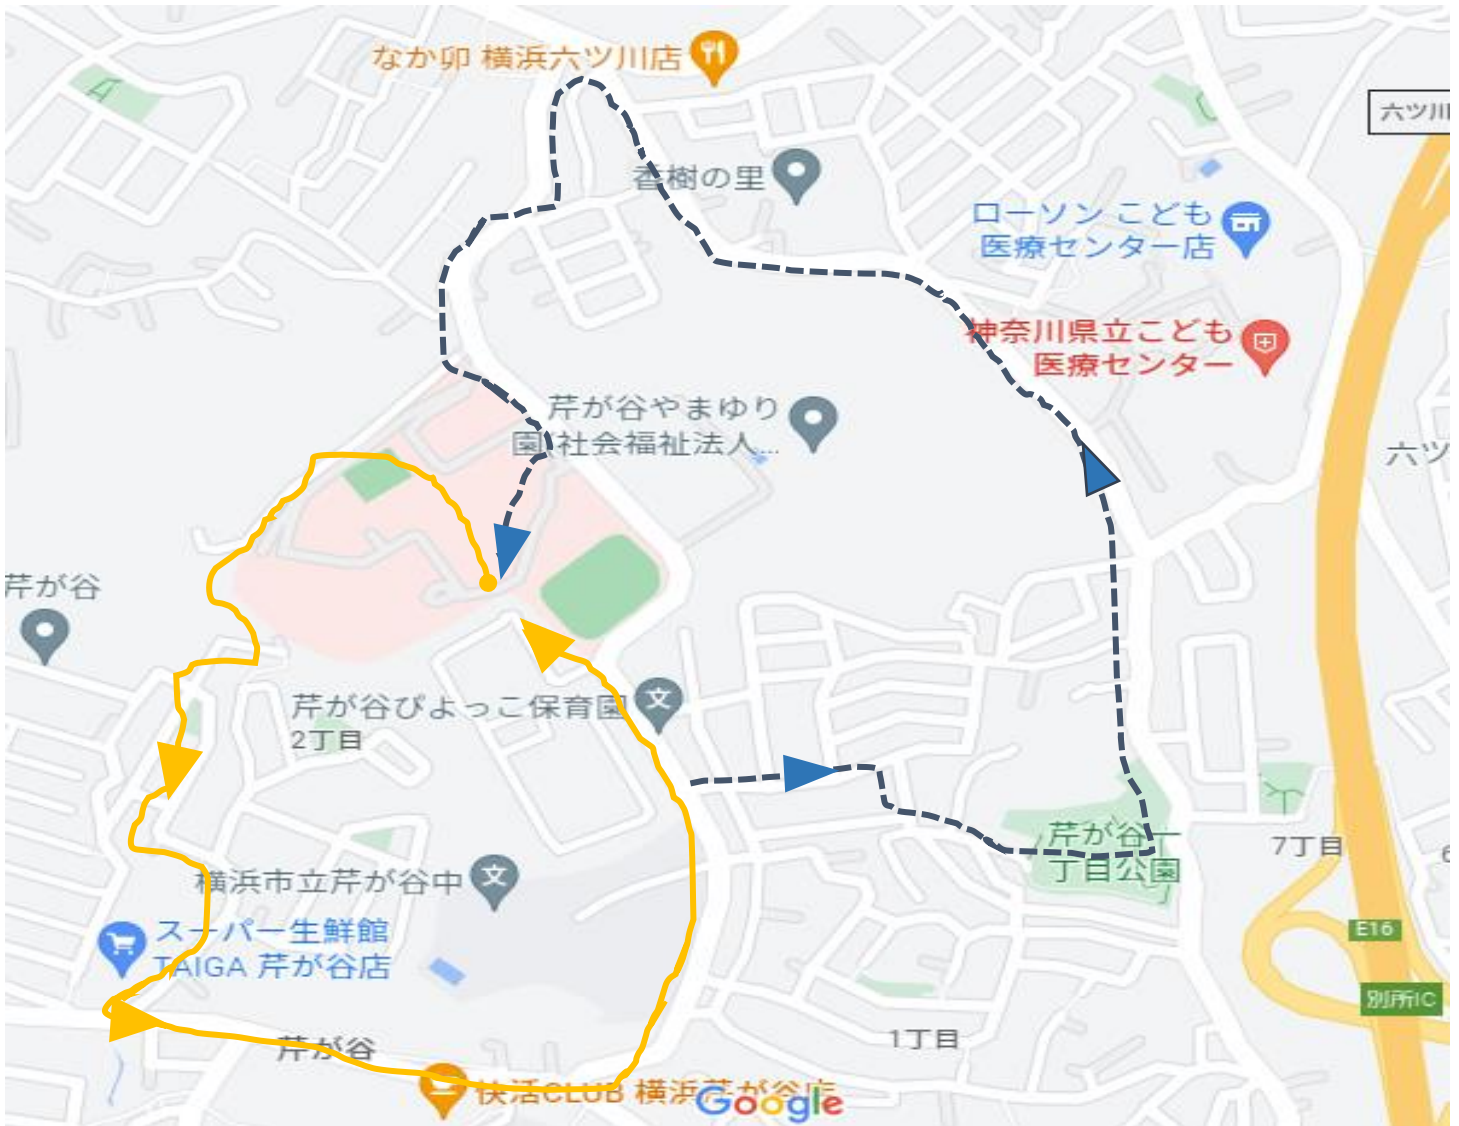 なか卯 横浜六ツ川店
六ツ川
香樹の里
ローソン こども
医療センター店
神奈川県立こども
医療センター
芹が谷やまゆり
園(社会福祉法人...
六ツ
芹が谷
芹が谷ぴよっこ保育園
2丁目
芹が谷一
丁目公園
7丁目
6
横浜市立芹が谷中
スーパー生鮮館
TAIGA 芹が谷店
E16
別所IC
1丁目
芹が谷
快活CLUB 横浜芹が谷店
Google